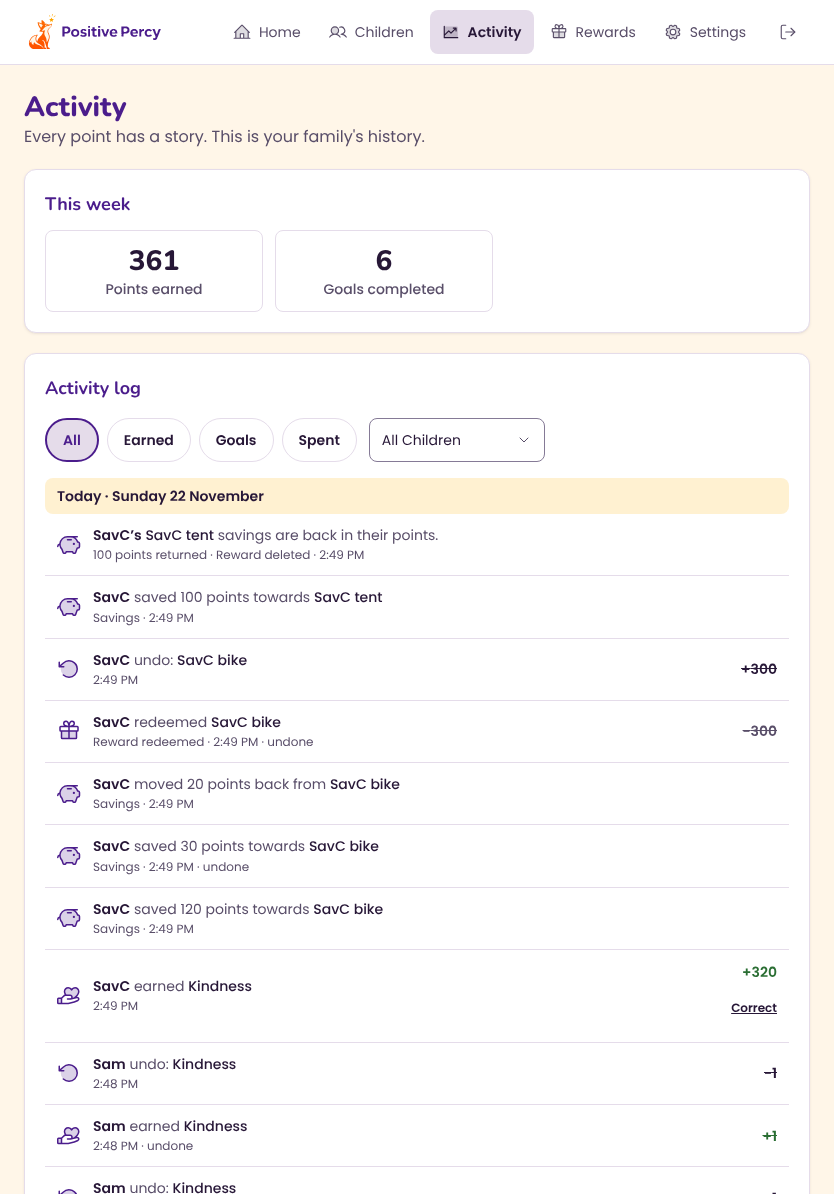 Positive Percy
Home
Children
Activity
Rewards
Settings
Activity
Every point has a story. This is your family's history.
This week
361
Points earned
6
Goals completed
Activity log
All
Earned
Goals
Spent
All Children
Today · Sunday 22 November
SavC’s SavC tent savings are back in their points.
100 points returned · Reward deleted · 2:49 PM
SavC saved 100 points towards SavC tent
Savings · 2:49 PM
SavC undo: SavC bike
2:49 PM
+300
SavC redeemed SavC bike
Reward redeemed · 2:49 PM · undone
−300
SavC moved 20 points back from SavC bike
Savings · 2:49 PM
SavC saved 30 points towards SavC bike
Savings · 2:49 PM · undone
SavC saved 120 points towards SavC bike
Savings · 2:49 PM
SavC earned Kindness
2:49 PM
+320
Correct
Sam undo: Kindness
2:48 PM
−1
Sam earned Kindness
2:48 PM · undone
+1
Sam undo: Kindness